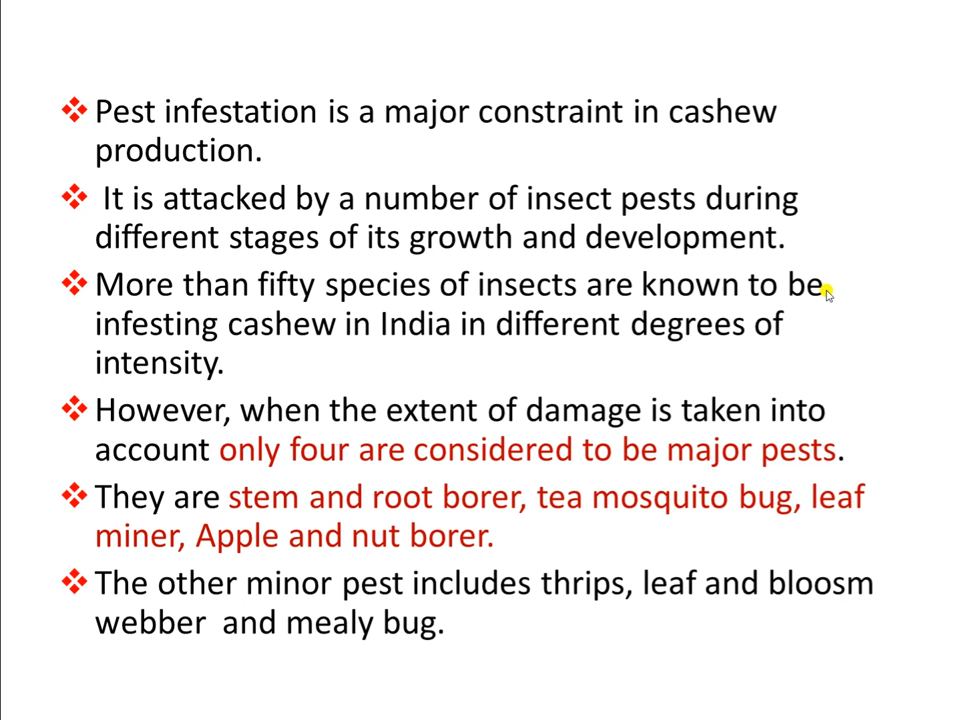 ❖ Pest infestation is a major constraint in cashew
production.
❖ It is attacked by a number of insect pests during
different stages of its growth and development.
❖ More than fifty species of insects are known to be
infesting cashew in India in different degrees of
intensity.
❖ However, when the extent of damage is taken into
account only four are considered to be major pests.
❖ They are stem and root borer, tea mosquito bug, leaf
miner, Apple and nut borer.
❖ The other minor pest includes thrips, leaf and bloosm
webber and mealy bug.